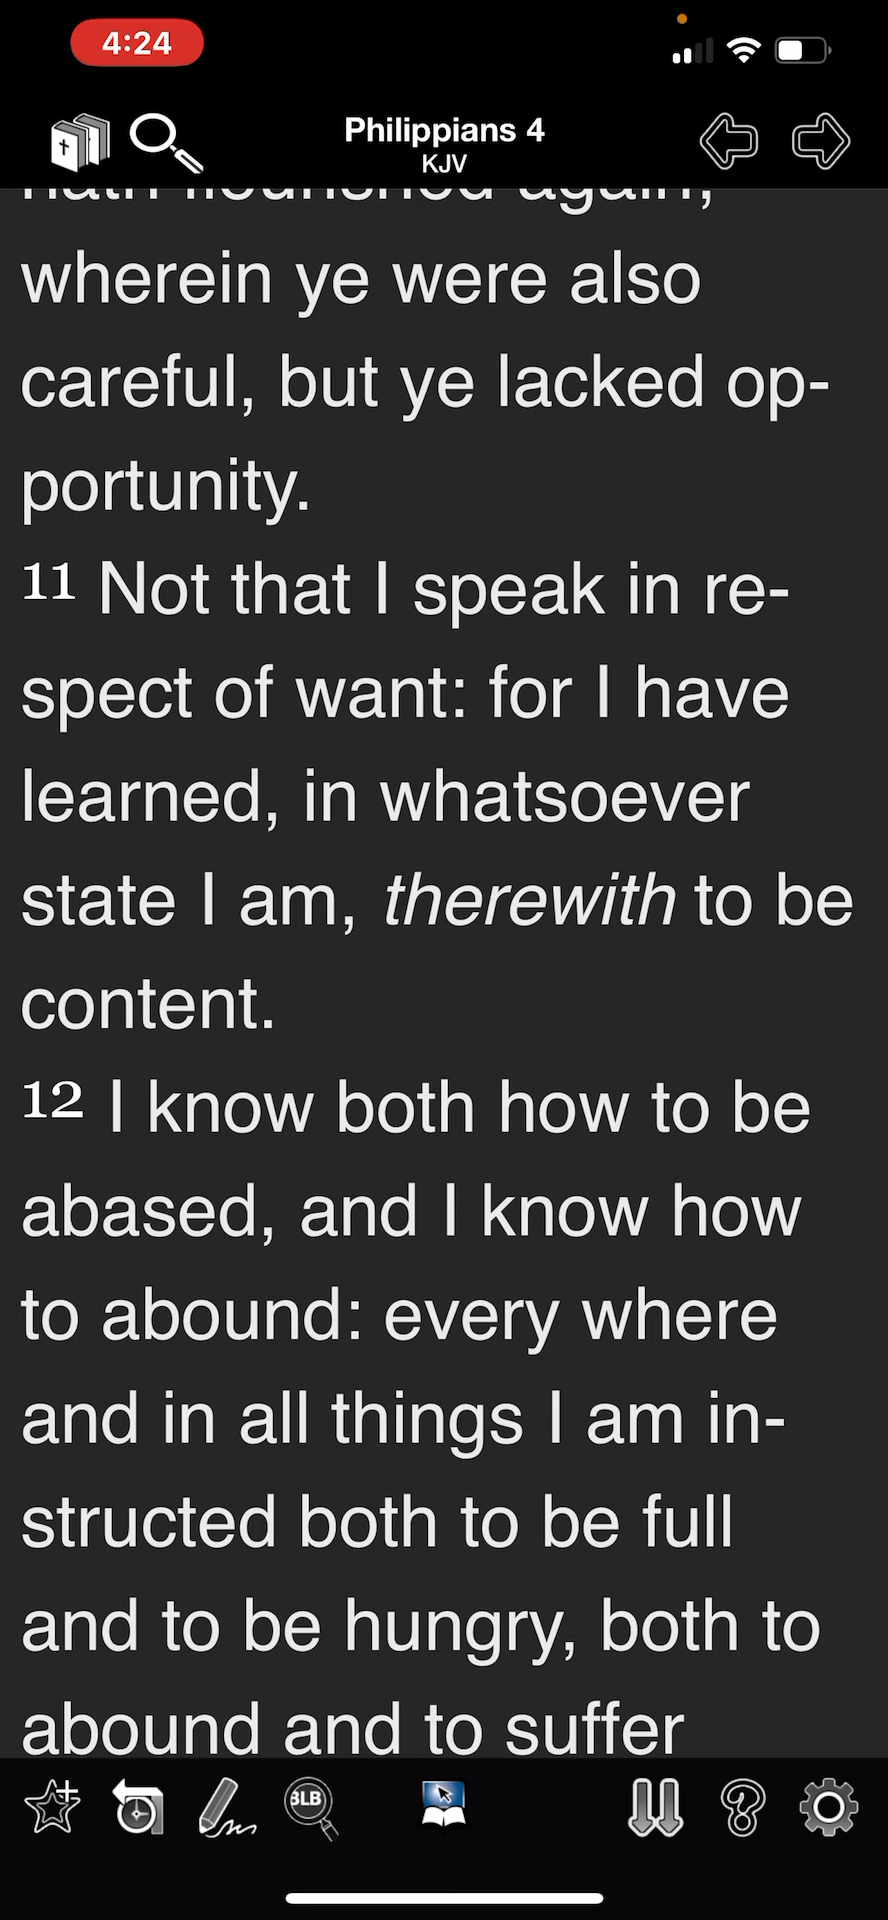 4:24
Philippians 4
KJV
hath flourished again,
wherein ye were also
careful, but ye lacked op-
portunity.
11 Not that I speak in re-
spect of want: for I have
learned, in whatsoever
state I am, therewith to be
content.
12 I know both how to be
abased, and I know how
to abound: every where
and in all things I am in-
structed both to be full
and to be hungry, both to
abound and to suffer
BLB